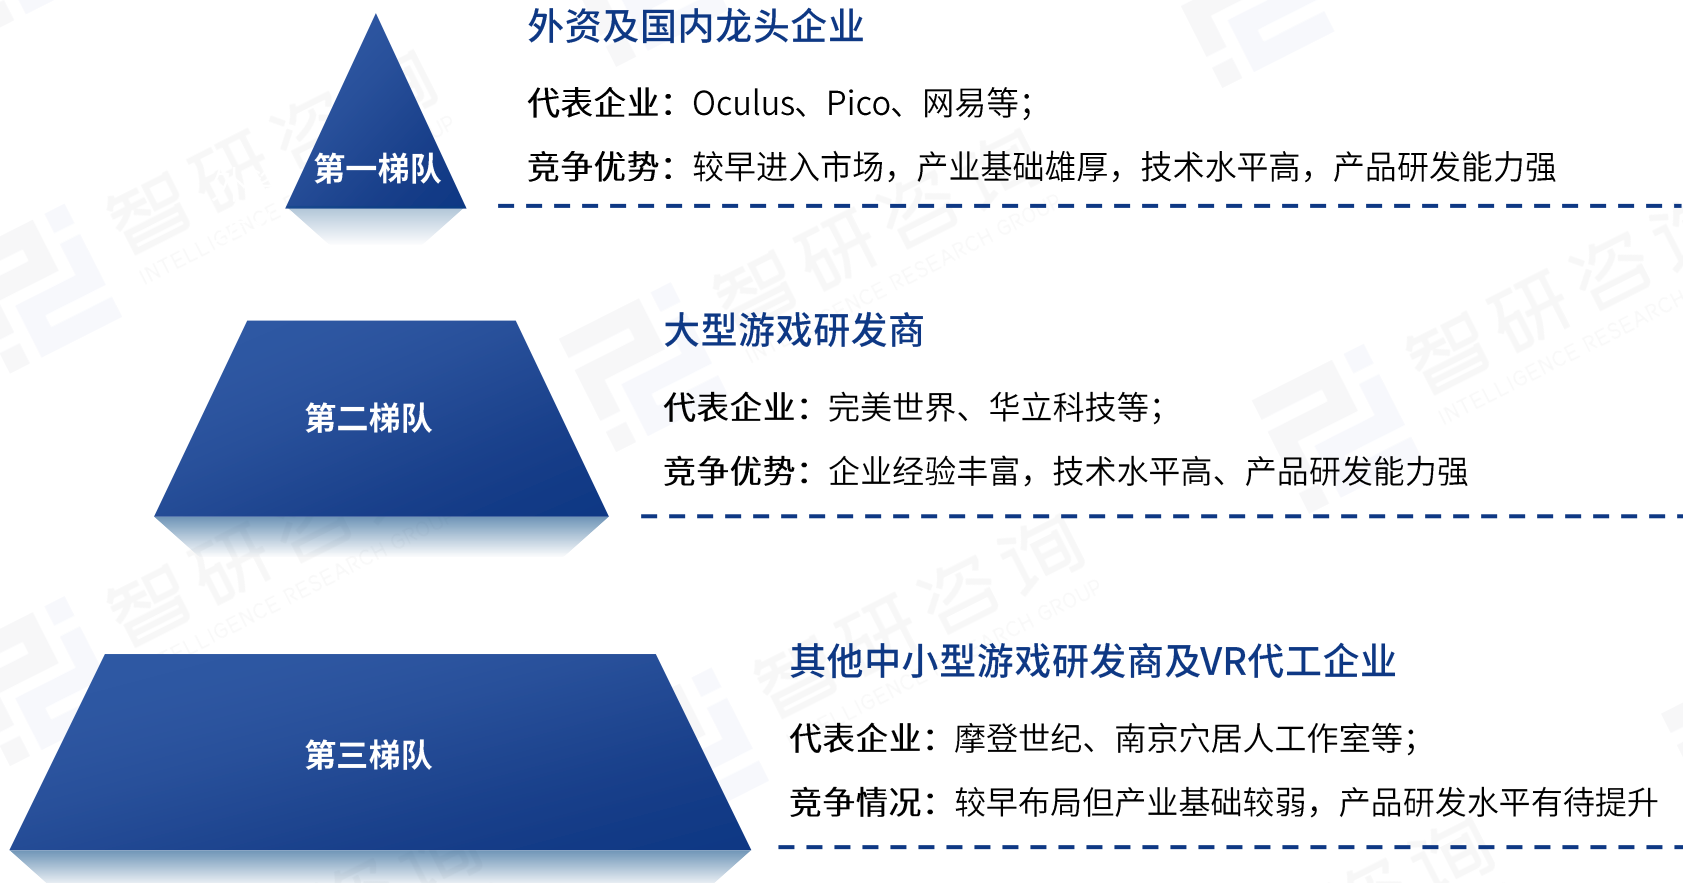 外资及国内龙头企业
代表企业：Oculus、Pico、网易等；
第一梯队
竞争优势：较早进入市场，产业基础雄厚，技术水平高，产品研发能力强
大型游戏研发商
代表企业：完美世界、华立科技等；
第二梯队
竞争优势：企业经验丰富，技术水平高、产品研发能力强
其他中小型游戏研发商及VR代工企业
代表企业：摩登世纪、南京穴居人工作室等；
第三梯队
竞争情况：较早布局但产业基础较弱，产品研发水平有待提升
智研咨询
INTELLIGENCE RESEARCH GROUP